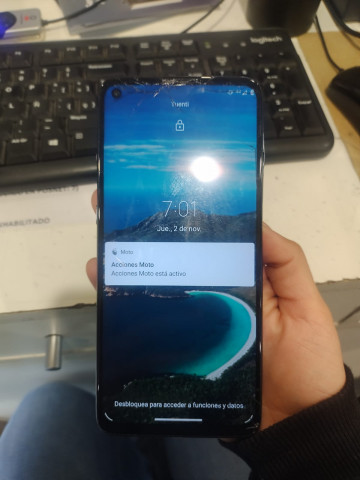 logitech
HABILITADO
Yuenti
7:01
Jue., 2 de nov.
Moto
Acciones Moto
Acciones Moto está activo
Desbloquea para acceder a funciones y datos